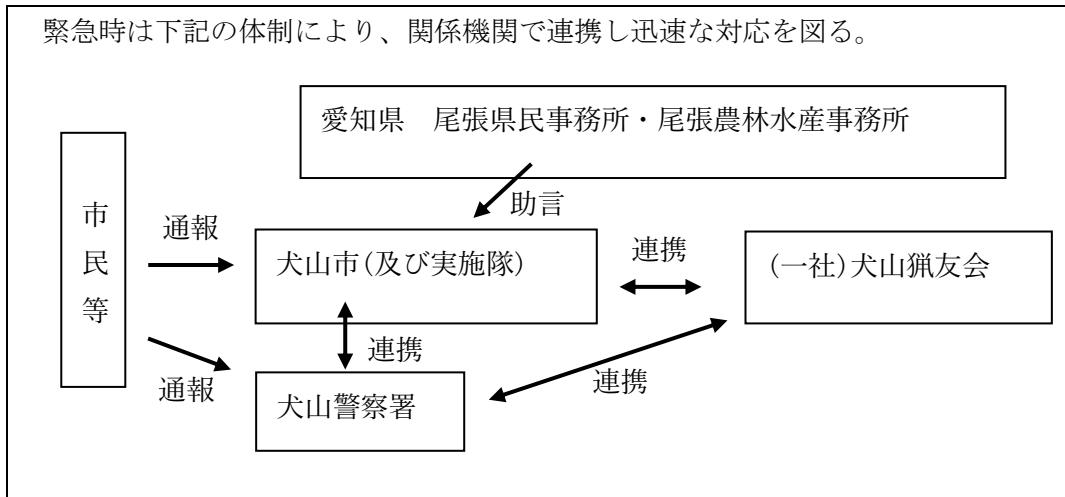 緊急時は下記の体制により、関係機関で連携し迅速な対応を図る。
愛知県　尾張県民事務所・尾張農林水産事務所
助言
市民等
通報
犬山市(及び実施隊)
連携
(一社)犬山猟友会
連携
通報
犬山警察署
連携